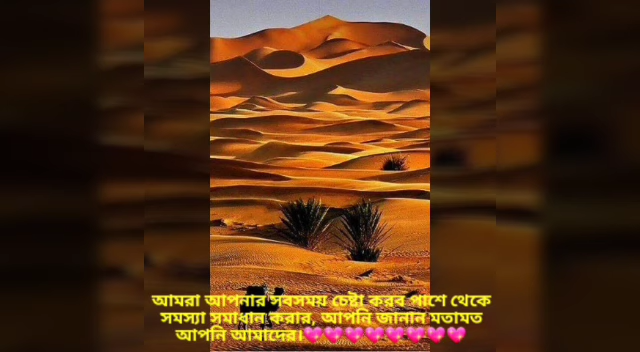 আমরা আপনার সবসময় চেষ্টা করব পাশে থেকে
সমস্যা সমাধান করার, আপনি জানান মতামত
আপনি আমাদের।💖💖💖💖💖💖💖💖